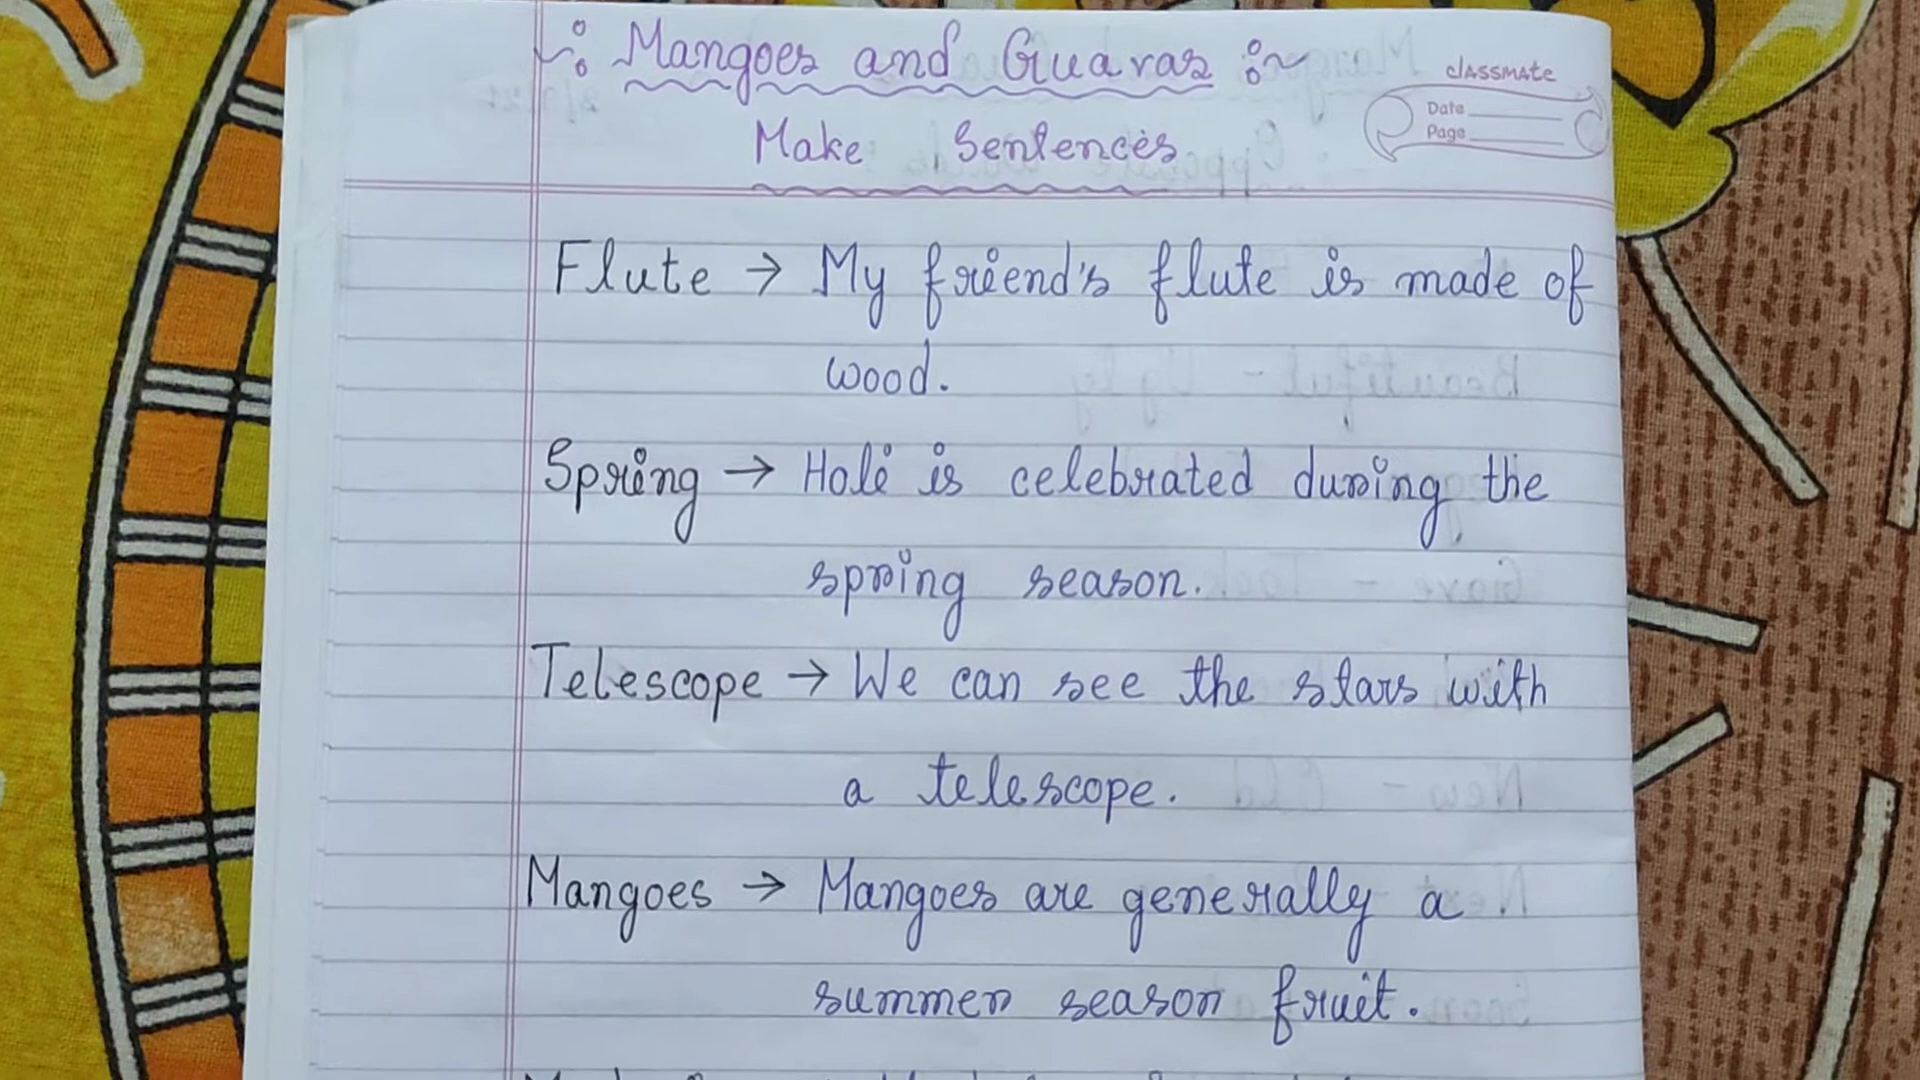 Mangoes and Guavas
classmate
Date
Page
Make Sentences
Flute → My friend's flute is made of
wood.
Spring → Holi is celebrated during the
spring season.
Telescope → We can see the stars with
a telescope.
Mangoes → Mangoes are generally a
summer season fruit.